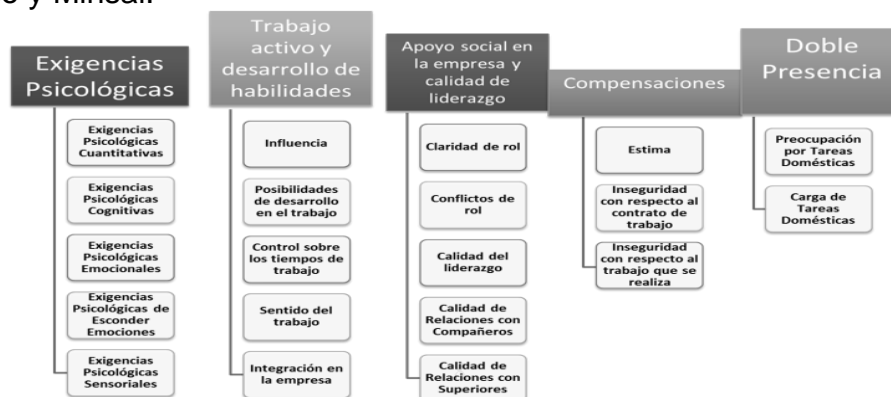 y Minsal.
Exigencias
Psicológicas
Exigencias
Psicológicas
Cuantitativas
Exigencias
Psicológicas
Cognitivas
Exigencias
Psicológicas
Emocionales
Exigencias
Psicológicas de
Esconder
Emociones
Exigencias
Psicológicas
Sensoriales
Trabajo
activo y
desarrollo de
habilidades
Influencia
Posibilidades
de desarrollo
en el trabajo
Control sobre
los tiempos de
trabajo
Sentido del
trabajo
Integración en
la empresa
Apoyo social en
la empresa y
calidad de
liderazgo
Claridad de rol
Conflictos de
rol
Calidad del
liderazgo
Calidad de
Relaciones con
Compañeros
Calidad de
Relaciones con
Superiores
Compensaciones
Estima
Inseguridad
con respecto al
contrato de
trabajo
Inseguridad
con respecto al
trabajo que se
realiza
Doble
Presencia
Preocupación
por Tareas
Domésticas
Carga de
Tareas
Domésticas